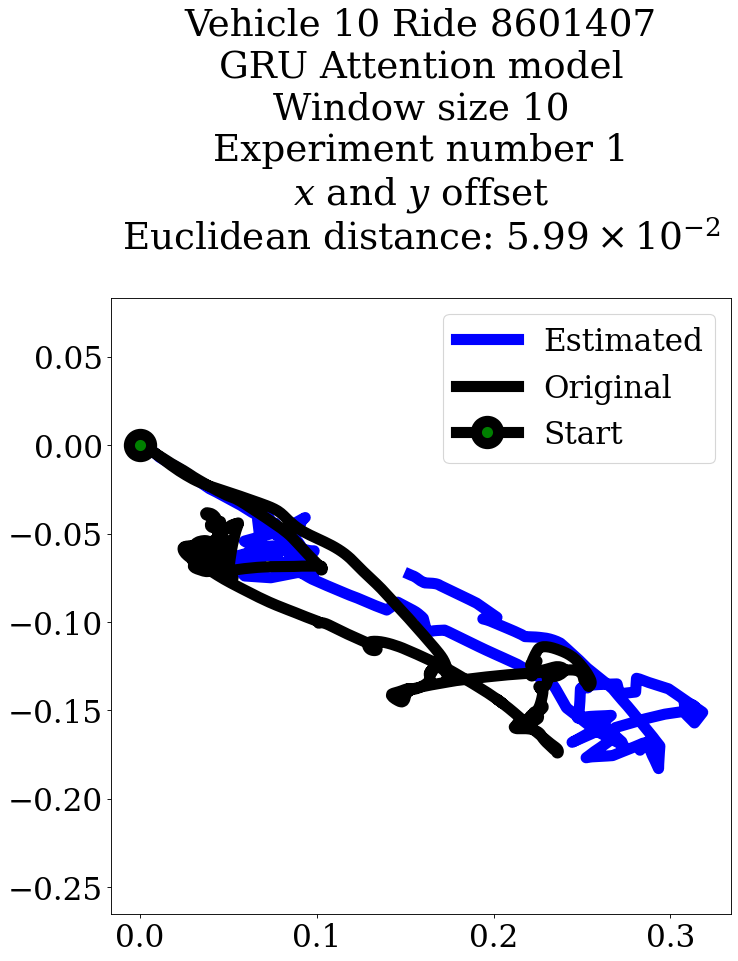 Vehicle 10 Ride 8601407
GRU Attention model
Window size 10
Experiment number 1
x and y offset
Euclidean distance: 5.99 × 10⁻²
Estimated
Original
Start
0.05
0.00
−0.05
−0.10
−0.15
−0.20
−0.25
0.0 0.1 0.2 0.3